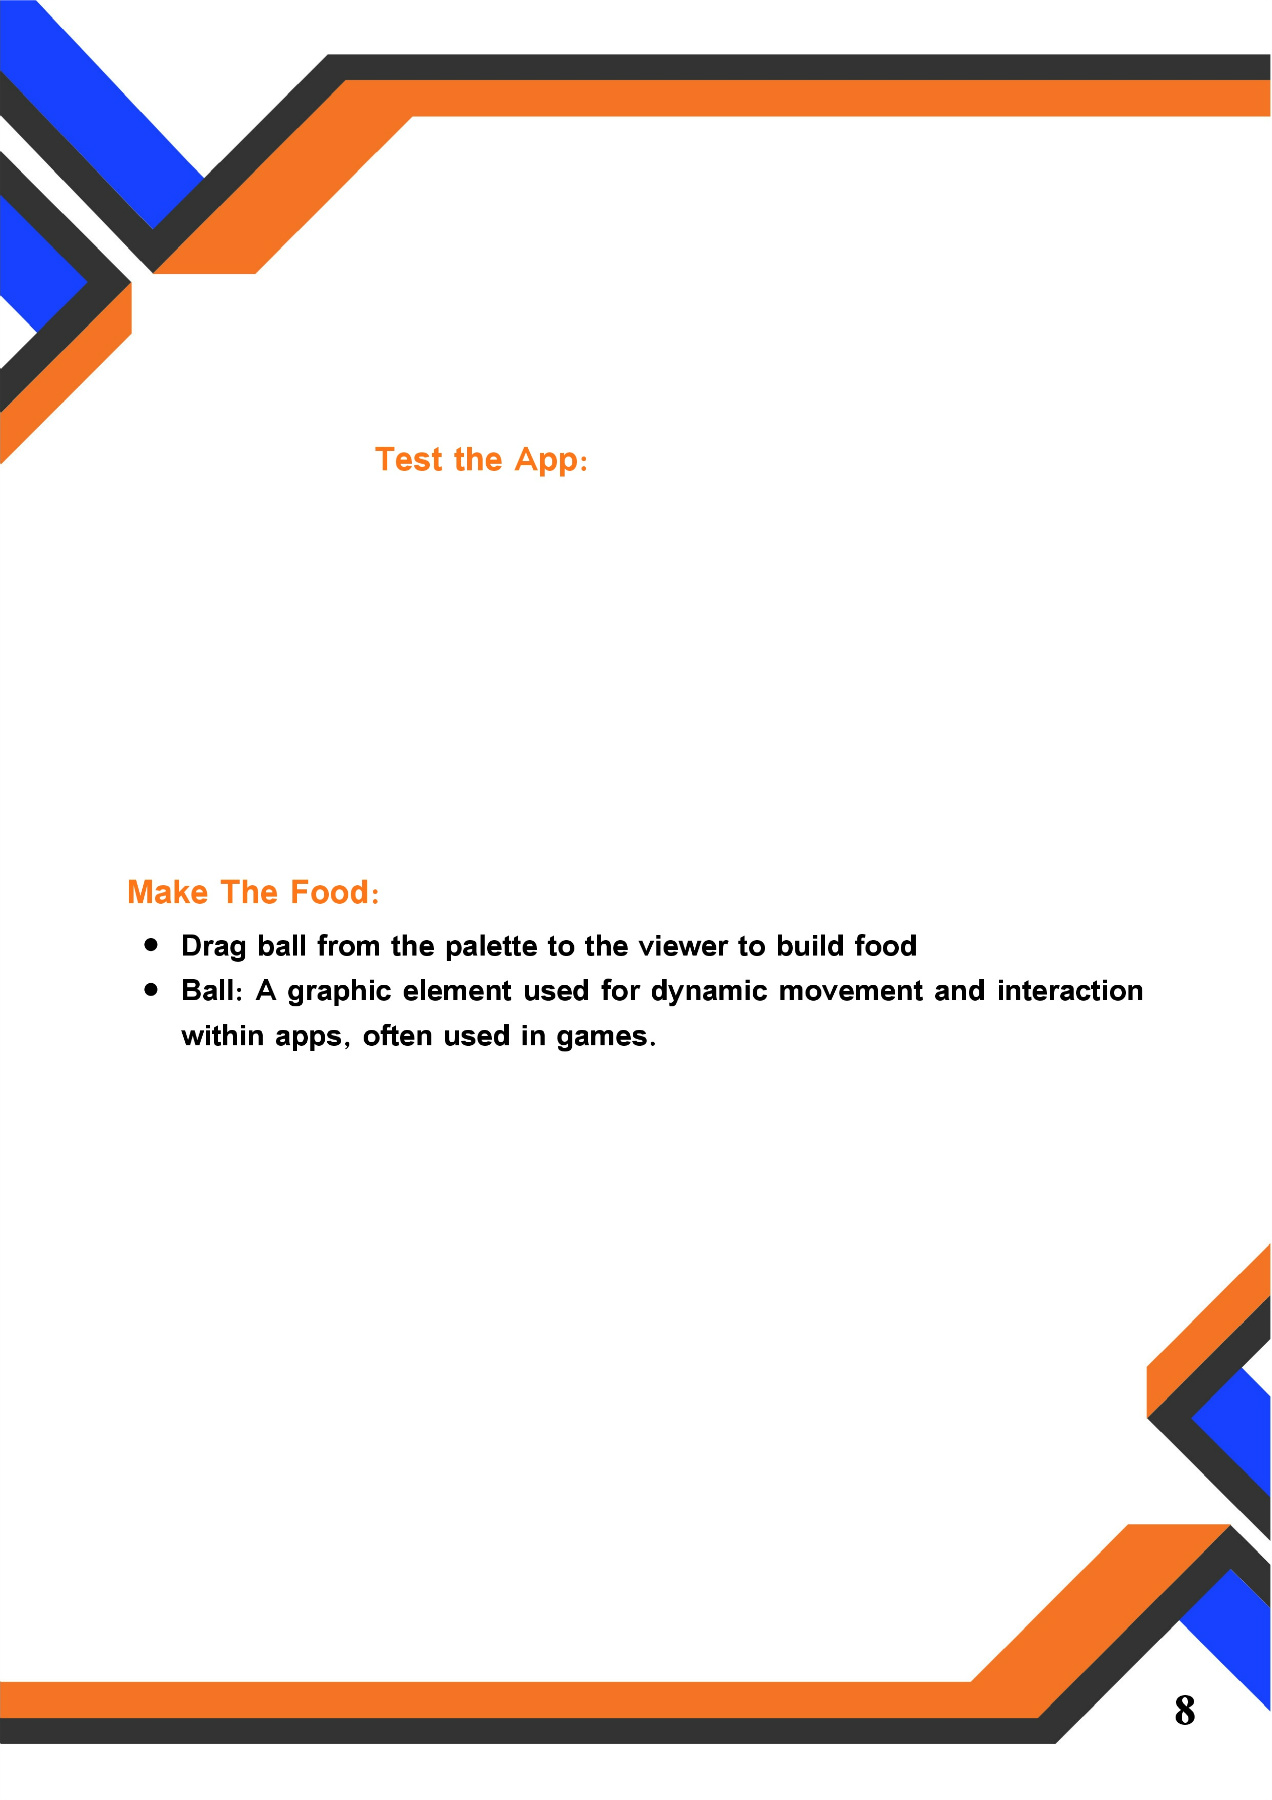 Test the App:
Make The Food:
● Drag ball from the palette to the viewer to build food
● Ball: A graphic element used for dynamic movement and interaction
within apps, often used in games.
8